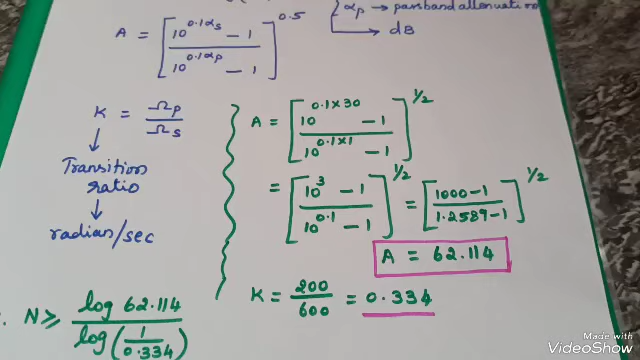 αp → passband attenuation
A = [ (10^0.1αs − 1) / (10^0.1αp − 1) ]^0.5
→ dB
K = Ωp / Ωs
Transition
ratio
radian/sec
A = [ (10^0.1×30 − 1) / (10^0.1×1 − 1) ]^1/2
= [ (10^3 − 1) / (10^0.1 − 1) ]^1/2 = [ (1000−1) / (1.2589−1) ]^1/2
A = 62.114
K = 200 / 600 = 0.334
N ≥ log 62.114 / log (1 / 0.334)
Made with
VideoShow